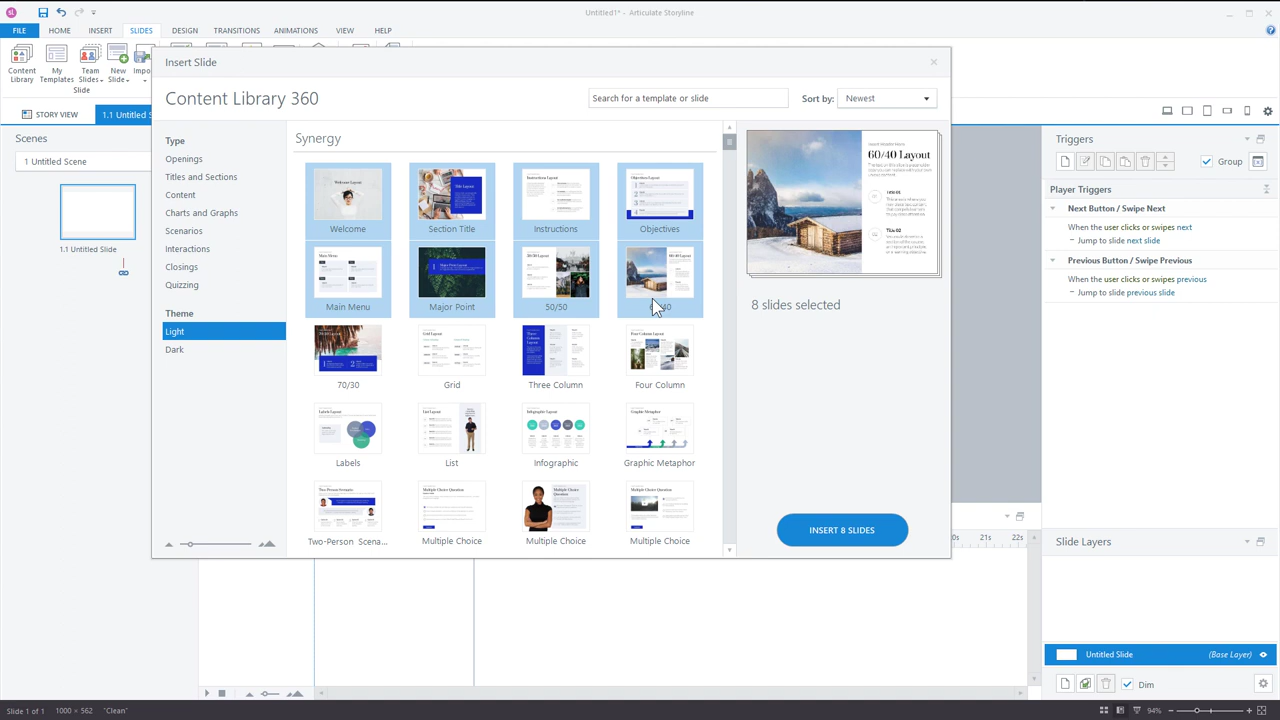 Untitled1* - Articulate Storyline
FILE HOME INSERT SLIDES DESIGN TRANSITIONS ANIMATIONS VIEW HELP
Content Library
My Templates
Team Slides
New Slide
Slide
STORY VIEW
1.1 Untitled S
Scenes
1 Untitled Scene
1.1 Untitled Slide
Insert Slide
Content Library 360
Search for a template or slide
Sort by: Newest
Type
Openings
Titles and Sections
Content
Charts and Graphs
Scenarios
Interactions
Closings
Quizzing
Theme
Light
Dark
Synergy
Welcome Section Title Instructions Objectives
Main Menu Major Point 50/50
70/30 Grid Three Column Four Column
Labels List Infographic Graphic Metaphor
Two-Person Scena... Multiple Choice Multiple Choice Multiple Choice
60/40 Layout
8 slides selected
INSERT 8 SLIDES
Triggers
Group
Player Triggers
Next Button / Swipe Next
When the user clicks or swipes next
– Jump to slide next slide
Previous Button / Swipe Previous
When the user clicks or swipes previous
– Jump to slide previous slide
21s 22s
Slide Layers
Untitled Slide (Base Layer)
Dim
Slide 1 of 1 1000 × 562 "Clean"
94%